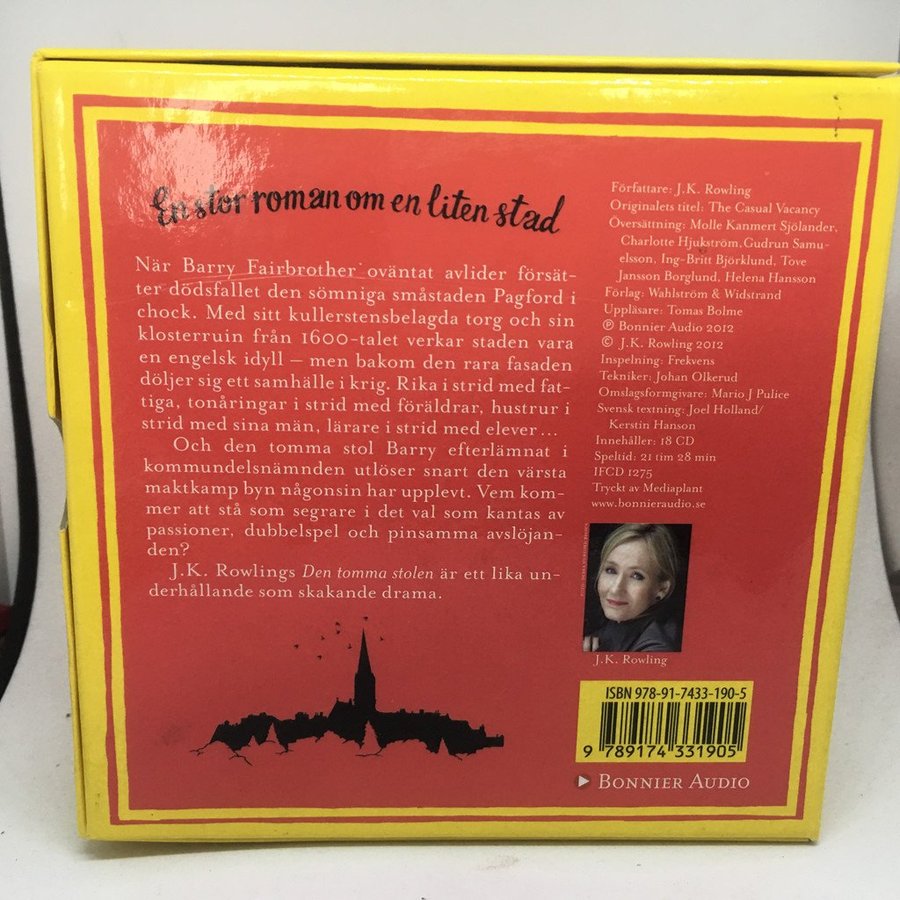 En stor roman om en liten stad
När Barry Fairbrother oväntat avlider försät-
ter dödsfallet den sömniga småstaden Pagford i
chock. Med sitt kullerstensbelagda torg och sin
klosterruin från 1600-talet verkar staden vara
en engelsk idyll – men bakom den rara fasaden
döljer sig ett samhälle i krig. Rika i strid med fat-
tiga, tonåringar i strid med föräldrar, hustrur i
strid med sina män, lärare i strid med elever ...
Och den tomma stol Barry efterlämnat i
kommundelsnämnden utlöser snart den värsta
maktkamp byn någonsin har upplevt. Vem kom-
mer att stå som segrare i det val som kantas av
passioner, dubbelspel och pinsamma avslöjan-
den?
J.K. Rowlings Den tomma stolen är ett lika un-
derhållande som skakande drama.
Författare: J.K. Rowling
Originalets titel: The Casual Vacancy
Översättning: Molle Kanmert Sjölander,
Charlotte Hjukström, Gudrun Samu-
elsson, Ing-Britt Björklund, Tove
Jansson Borglund, Helena Hansson
Förlag: Wahlström & Widstrand
Uppläsare: Tomas Bolme
℗ Bonnier Audio 2012
© J.K. Rowling 2012
Inspelning: Frekvens
Tekniker: Johan Olkerud
Omslagsformgivare: Mario J Pulice
Svensk textning: Joel Holland/
Kerstin Hanson
Innehåller: 18 CD
Speltid: 21 tim 28 min
IFCD 1275
Tryckt av Mediaplant
www.bonnieraudio.se
J.K. Rowling
ISBN 978-91-7433-190-5
9 789174 331905
BONNIER AUDIO